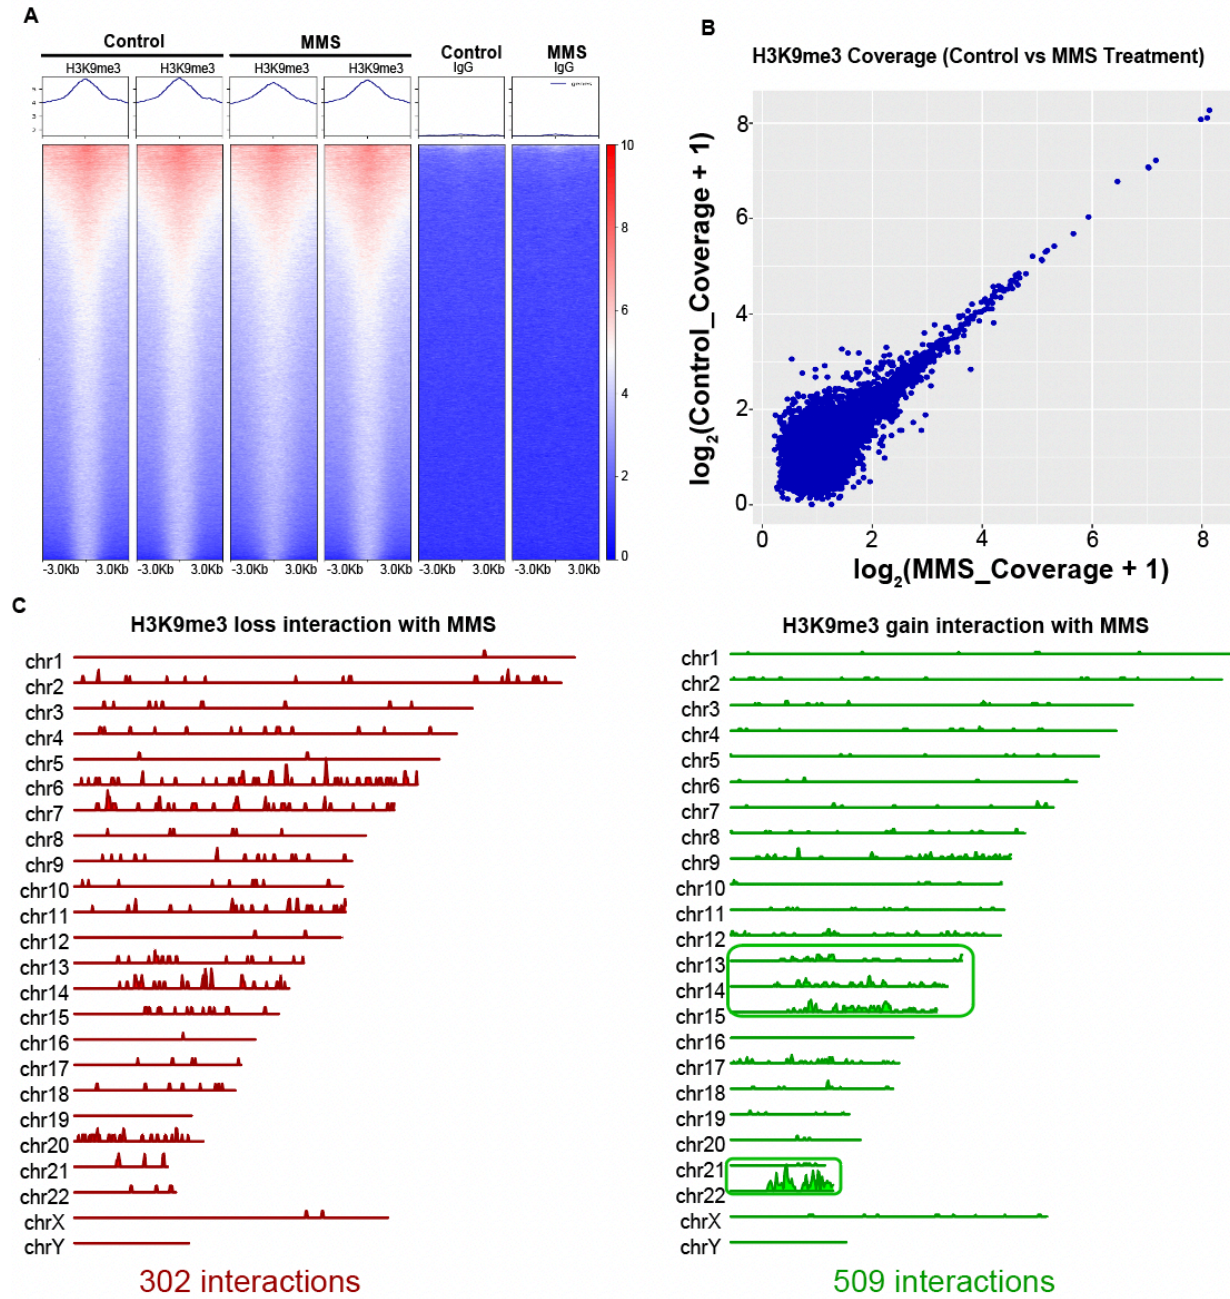 A
Control
MMS
Control
MMS
H3K9me3
H3K9me3
H3K9me3
H3K9me3
IgG
IgG
4
10
8
6
4
2
0
-3.0Kb 3.0Kb
-3.0Kb 3.0Kb
-3.0Kb 3.0Kb
-3.0Kb 3.0Kb
-3.0Kb 3.0Kb
-3.0Kb 3.0Kb
B
H3K9me3 Coverage (Control vs MMS Treatment)
log2(Control_Coverage + 1)
8
6
4
2
0
0 2 4 6 8
log2(MMS_Coverage + 1)
C
H3K9me3 loss interaction with MMS
chr1
chr2
chr3
chr4
chr5
chr6
chr7
chr8
chr9
chr10
chr11
chr12
chr13
chr14
chr15
chr16
chr17
chr18
chr19
chr20
chr21
chr22
chrX
chrY
302 interactions
H3K9me3 gain interaction with MMS
chr1
chr2
chr3
chr4
chr5
chr6
chr7
chr8
chr9
chr10
chr11
chr12
chr13
chr14
chr15
chr16
chr17
chr18
chr19
chr20
chr21
chr22
chrX
chrY
509 interactions